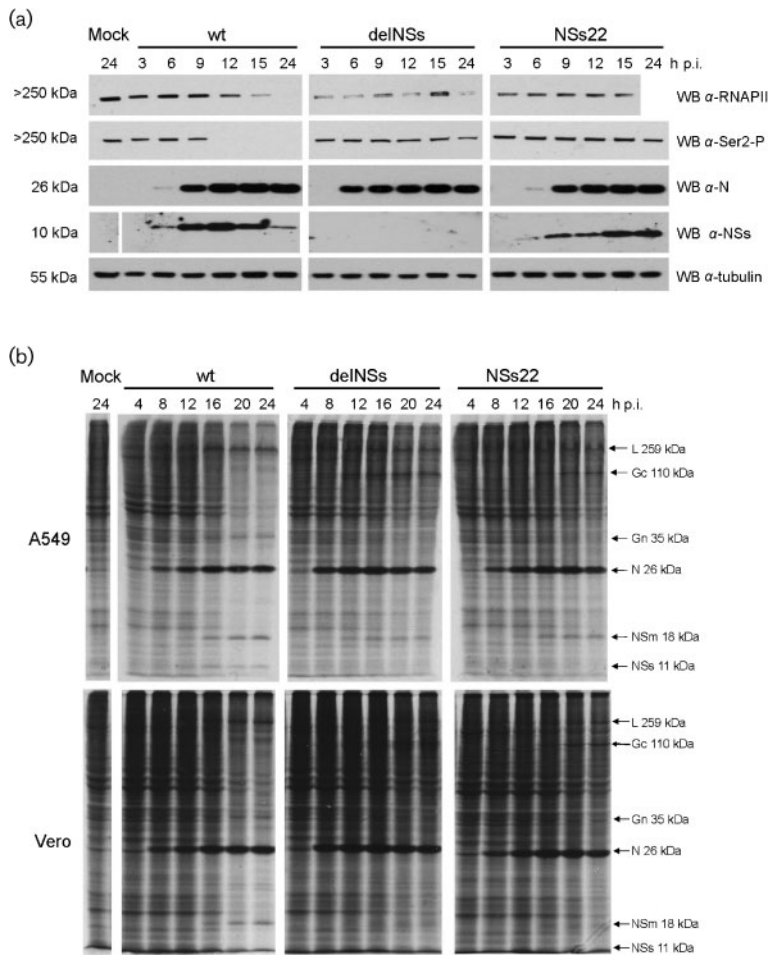 (a)
Mock wt delNSs NSs22
24 3 6 9 12 15 24 3 6 9 12 15 24 3 6 9 12 15 24 h p.i.
>250 kDa WB α-RNAPII
>250 kDa WB α-Ser2-P
26 kDa WB α-N
10 kDa WB α-NSs
55 kDa WB α-tubulin
(b)
Mock wt delNSs NSs22
24 4 8 12 16 20 24 4 8 12 16 20 24 4 8 12 16 20 24 h p.i.
L 259 kDa
Gc 110 kDa
A549
Gn 35 kDa
N 26 kDa
NSm 18 kDa
NSs 11 kDa
L 259 kDa
Gc 110 kDa
Gn 35 kDa
Vero
N 26 kDa
NSm 18 kDa
NSs 11 kDa